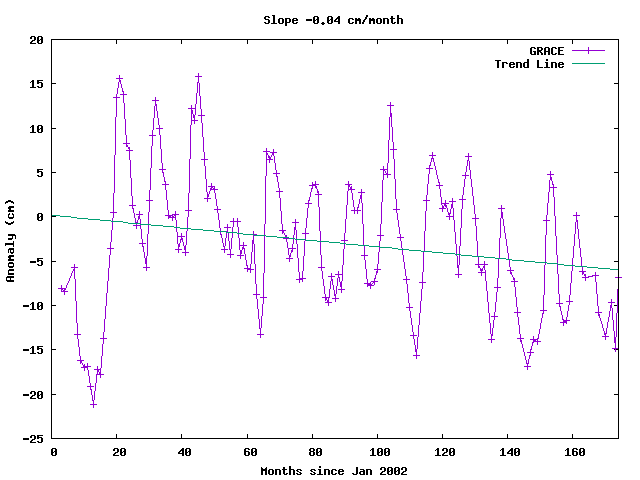 Slope -0.04 cm/month
GRACE
Trend Line
20
15
10
5
0
-5
-10
-15
-20
-25
Anomaly (cm)
0 20 40 60 80 100 120 140 160
Months since Jan 2002